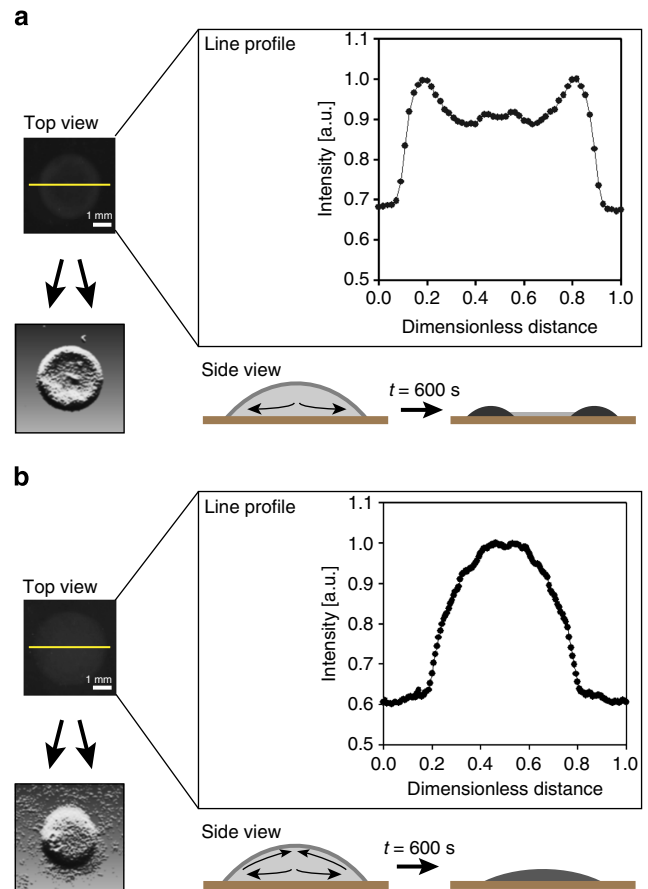 a
Line profile
Top view
1 mm
Intensity [a.u.]
1.1
1.0
0.9
0.8
0.7
0.6
0.5
0.0 0.2 0.4 0.6 0.8 1.0
Dimensionless distance
Side view
t = 600 s
b
Line profile
Top view
1 mm
Intensity [a.u.]
1.1
1.0
0.9
0.8
0.7
0.6
0.5
0.0 0.2 0.4 0.6 0.8 1.0
Dimensionless distance
Side view
t = 600 s